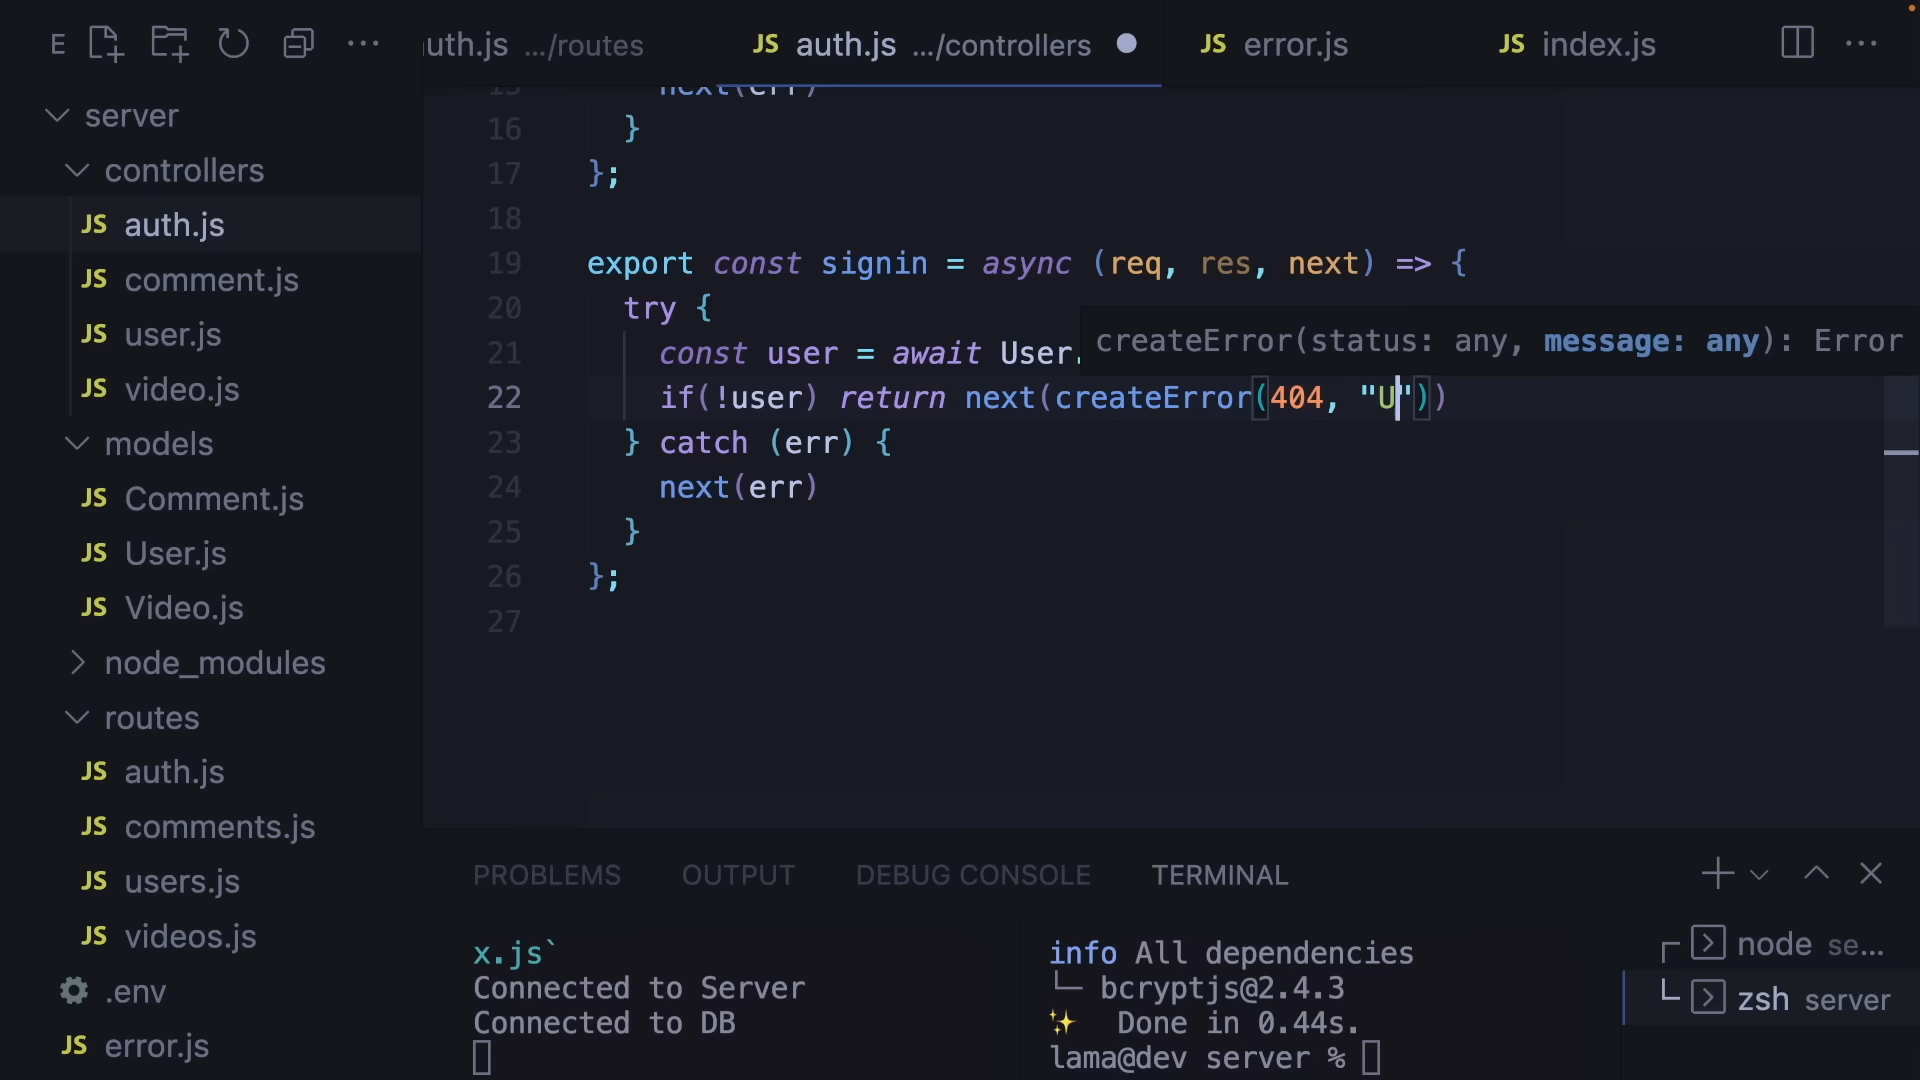 E
uth.js .../routes
JS auth.js .../controllers
JS error.js
JS index.js
server
controllers
JS auth.js
JS comment.js
JS user.js
JS video.js
models
JS Comment.js
JS User.js
JS Video.js
node_modules
routes
JS auth.js
JS comments.js
JS users.js
JS videos.js
.env
JS error.js
15 next(err)
16 }
17 };
18
19 export const signin = async (req, res, next) => {
20 try {
21 const user = await User.
createError(status: any, message: any): Error
22 if(!user) return next(createError(404, "U"))
23 } catch (err) {
24 next(err)
25 }
26 };
27
PROBLEMS OUTPUT DEBUG CONSOLE TERMINAL
x.js`
Connected to Server
Connected to DB
info All dependencies
└─ bcryptjs@2.4.3
✨ Done in 0.44s.
lama@dev server %
node se...
zsh server